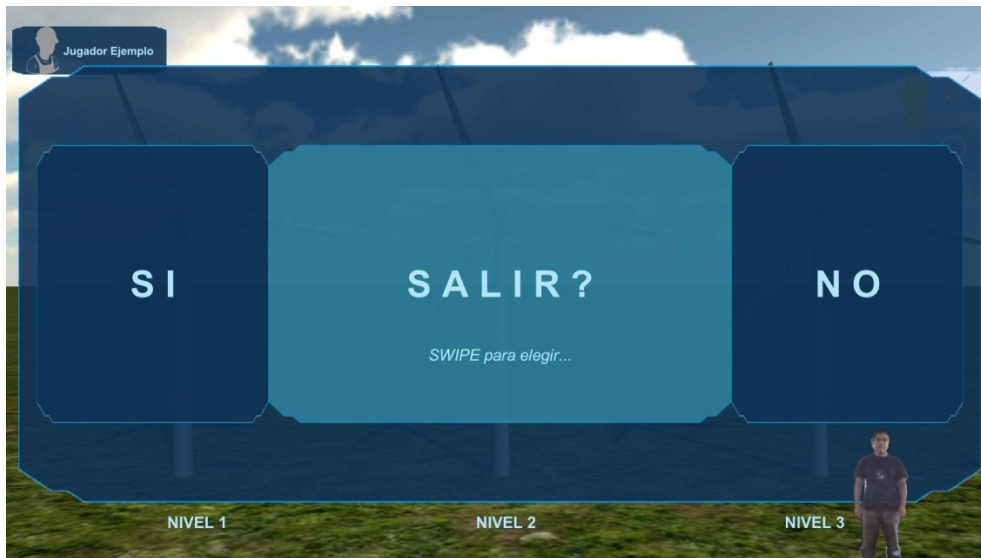 Jugador Ejemplo
SI
SALIR?
NO
SWIPE para elegir...
NIVEL 1
NIVEL 2
NIVEL 3